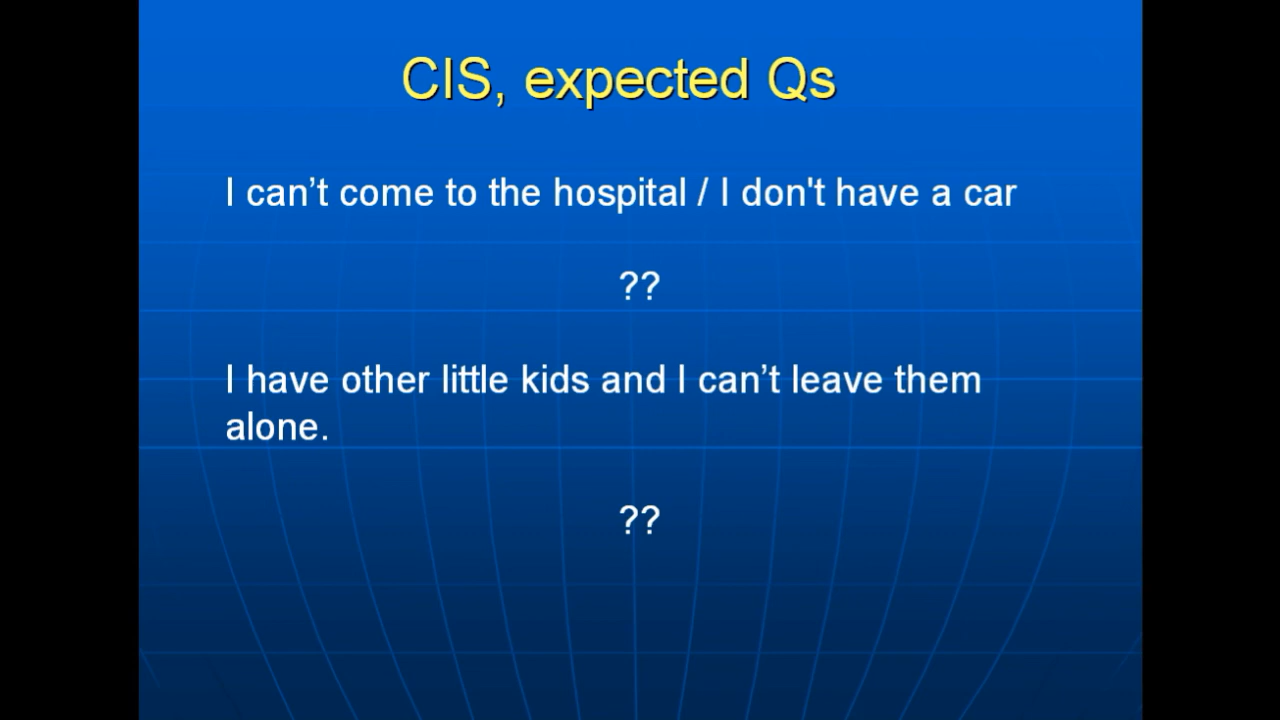 CIS, expected Qs
I can’t come to the hospital / I don't have a car
??
I have other little kids and I can’t leave them
alone.
??